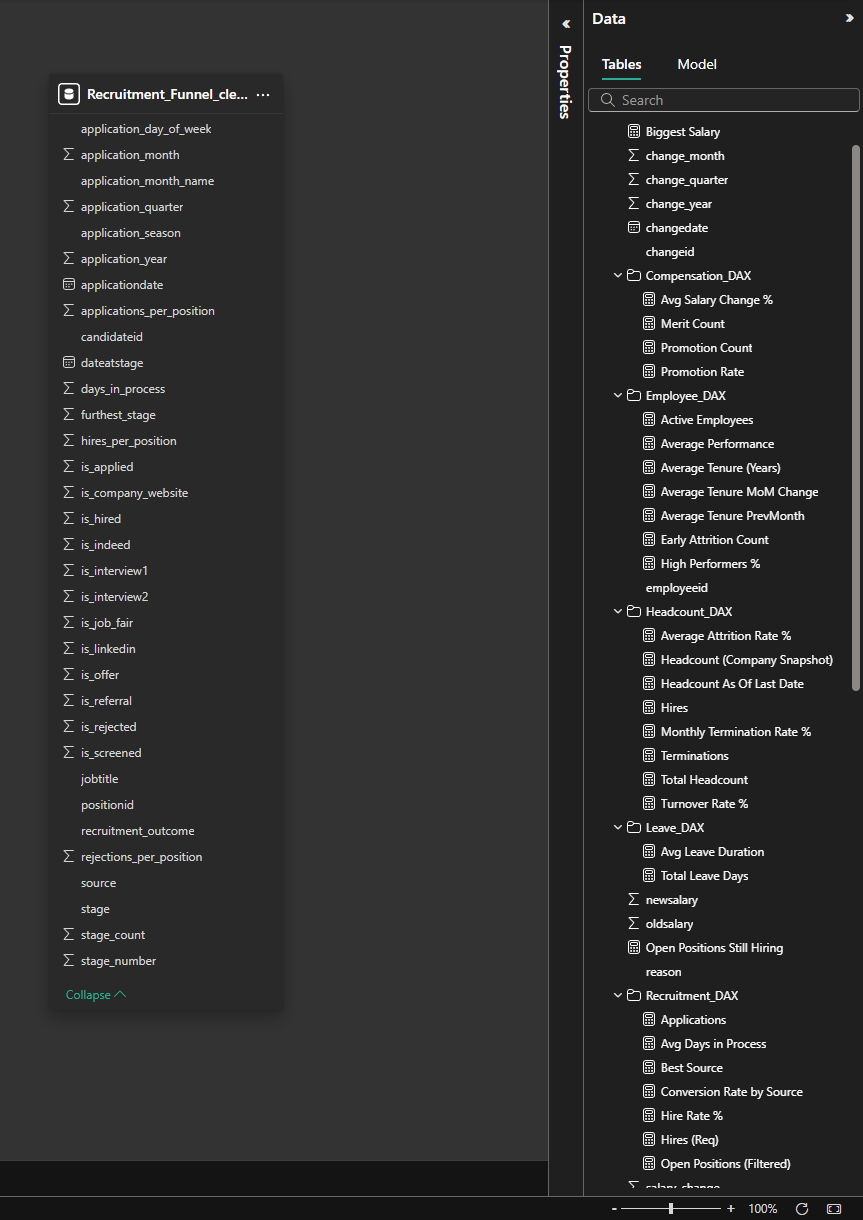 Recruitment_Funnel_cle... ...
application_day_of_week
application_month
application_month_name
application_quarter
application_season
application_year
applicationdate
applications_per_position
candidateid
dateatstage
days_in_process
furthest_stage
hires_per_position
is_applied
is_company_website
is_hired
is_indeed
is_interview1
is_interview2
is_job_fair
is_linkedin
is_offer
is_referral
is_rejected
is_screened
jobtitle
positionid
recruitment_outcome
rejections_per_position
source
stage
stage_count
stage_number
Collapse
Properties
Data
Tables Model
Search
Biggest Salary
change_month
change_quarter
change_year
changedate
changeid
Compensation_DAX
Avg Salary Change %
Merit Count
Promotion Count
Promotion Rate
Employee_DAX
Active Employees
Average Performance
Average Tenure (Years)
Average Tenure MoM Change
Average Tenure PrevMonth
Early Attrition Count
High Performers %
employeeid
Headcount_DAX
Average Attrition Rate %
Headcount (Company Snapshot)
Headcount As Of Last Date
Hires
Monthly Termination Rate %
Terminations
Total Headcount
Turnover Rate %
Leave_DAX
Avg Leave Duration
Total Leave Days
newsalary
oldsalary
Open Positions Still Hiring
reason
Recruitment_DAX
Applications
Avg Days in Process
Best Source
Conversion Rate by Source
Hire Rate %
Hires (Req)
Open Positions (Filtered)
salary_change
- + 100%